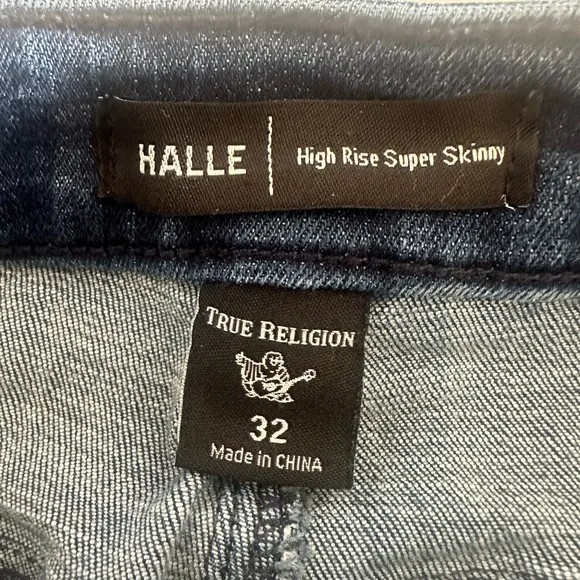 HALLE | High Rise Super Skinny
TRUE RELIGION
32
Made in CHINA